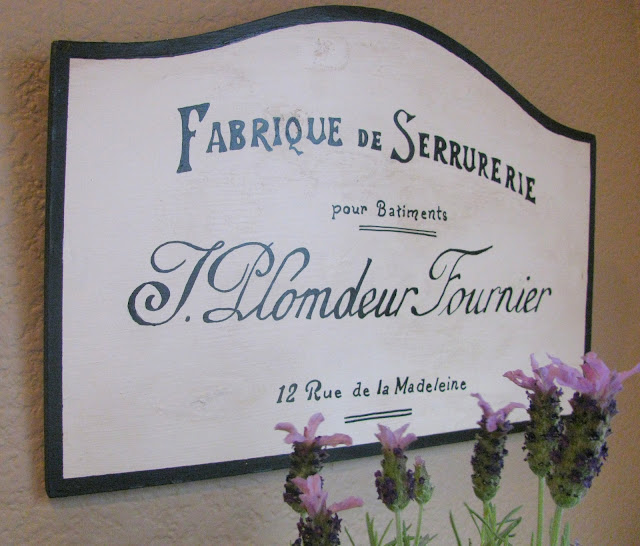 FABRIQUE DE SERRURERIE
pour Batiments
J. Plomdeur Fournier
12 Rue de la Madeleine